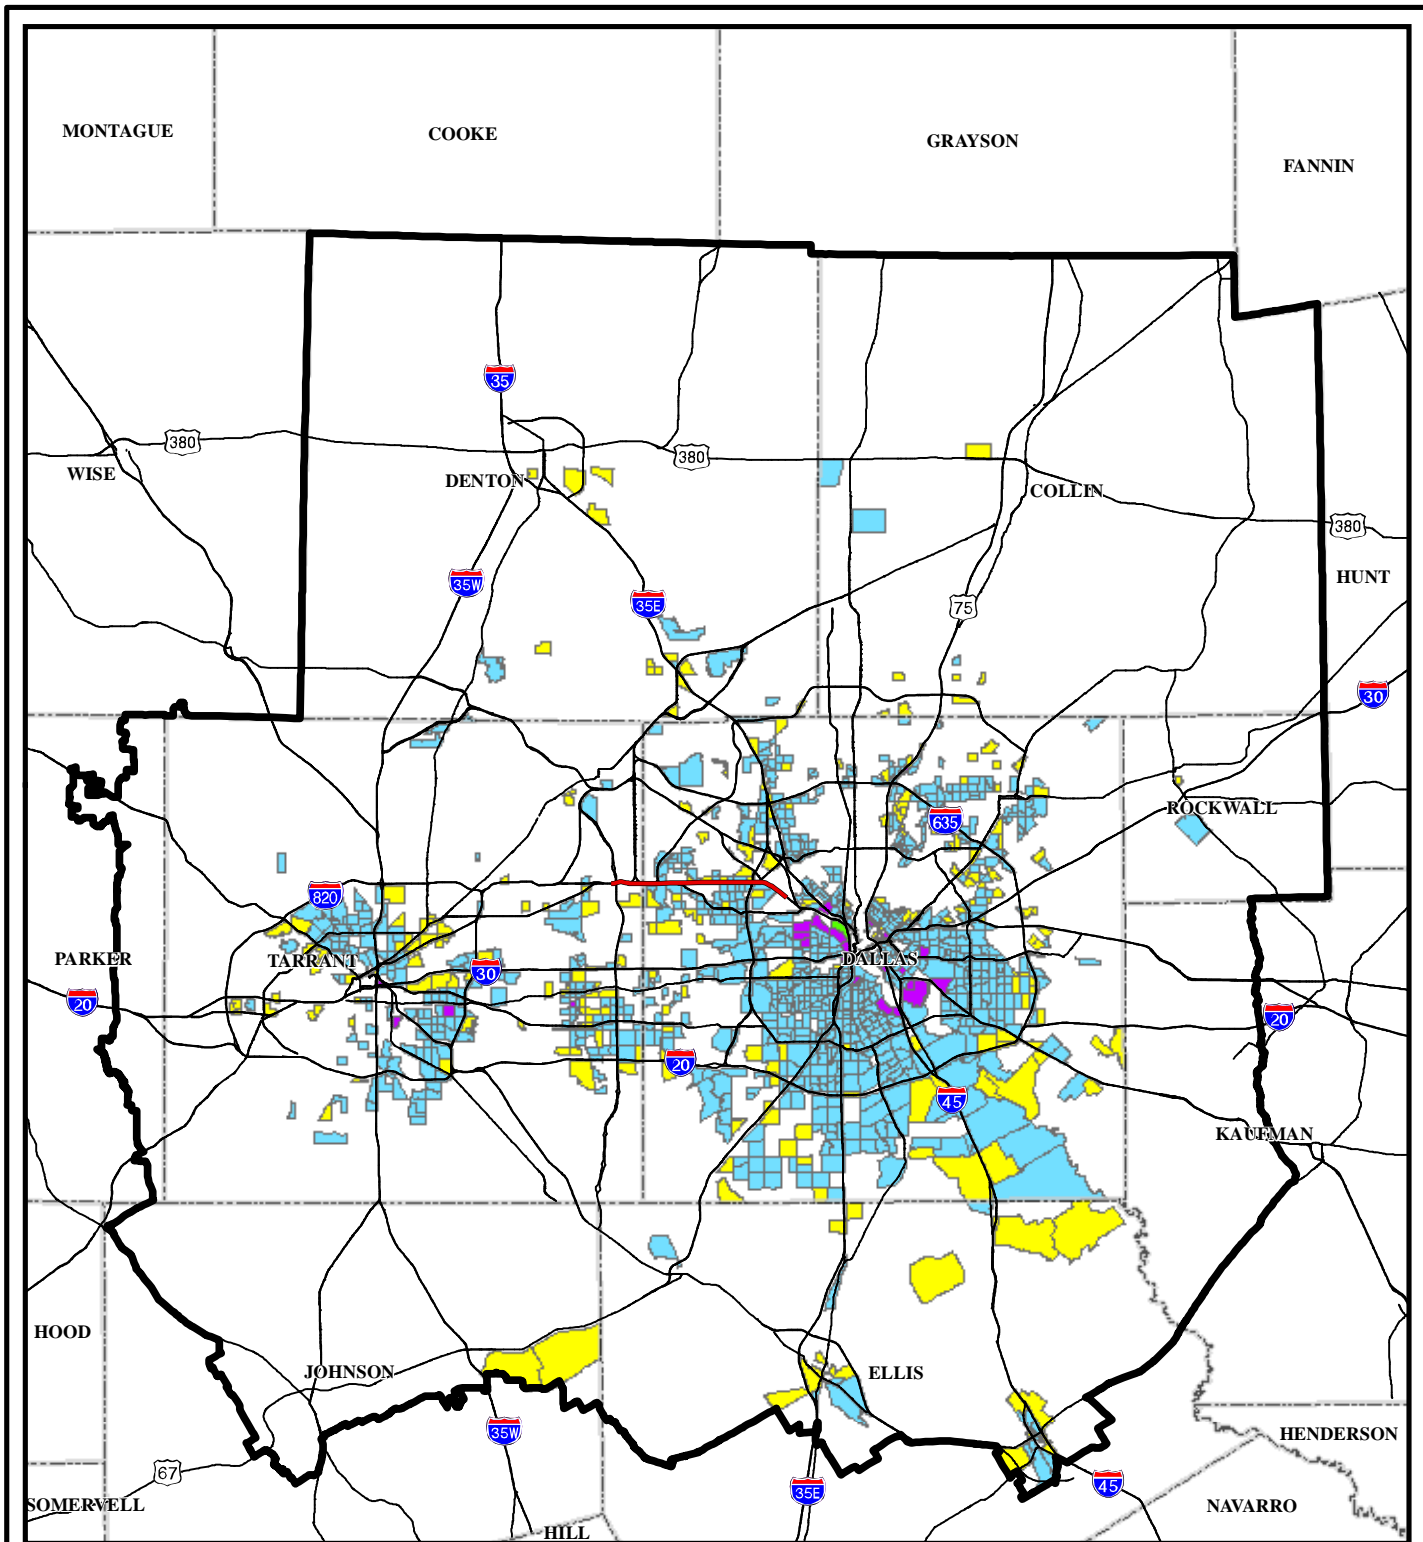 MONTAGUE
COOKE
GRAYSON
FANNIN
35
380
380
WISE
DENTON
COLLIN
380
35W
35E
75
HUNT
30
ROCKWALL
635
820
PARKER
TARRANT
30
DALLAS
20
20
20
45
KAUFMAN
HOOD
JOHNSON
ELLIS
35W
HENDERSON
67
35E
45
SOMERVELL
NAVARRO
HILL